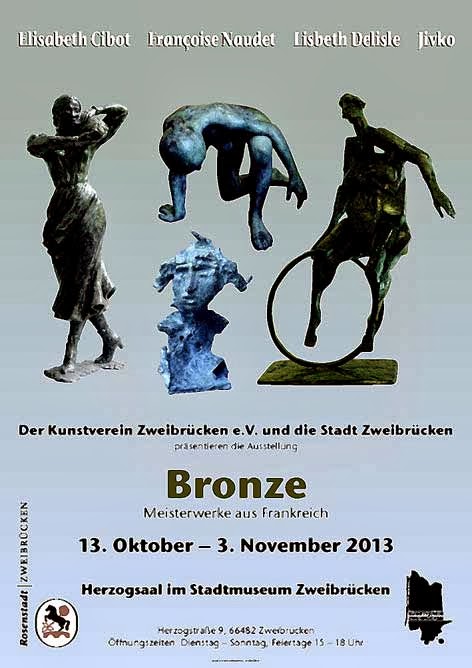 Elisabeth Cibot Françoise Naudet Lisbeth Delisle Jivko
Der Kunstverein Zweibrücken e.V. und die Stadt Zweibrücken
präsentieren die Ausstellung
Bronze
Meisterwerke aus Frankreich
13. Oktober – 3. November 2013
Herzogsaal im Stadtmuseum Zweibrücken
Rosenstadt | ZWEIBRÜCKEN
Herzogstraße 9, 66482 Zweibrücken
Öffnungszeiten: Dienstag – Sonntag, Feiertage 15 – 18 Uhr